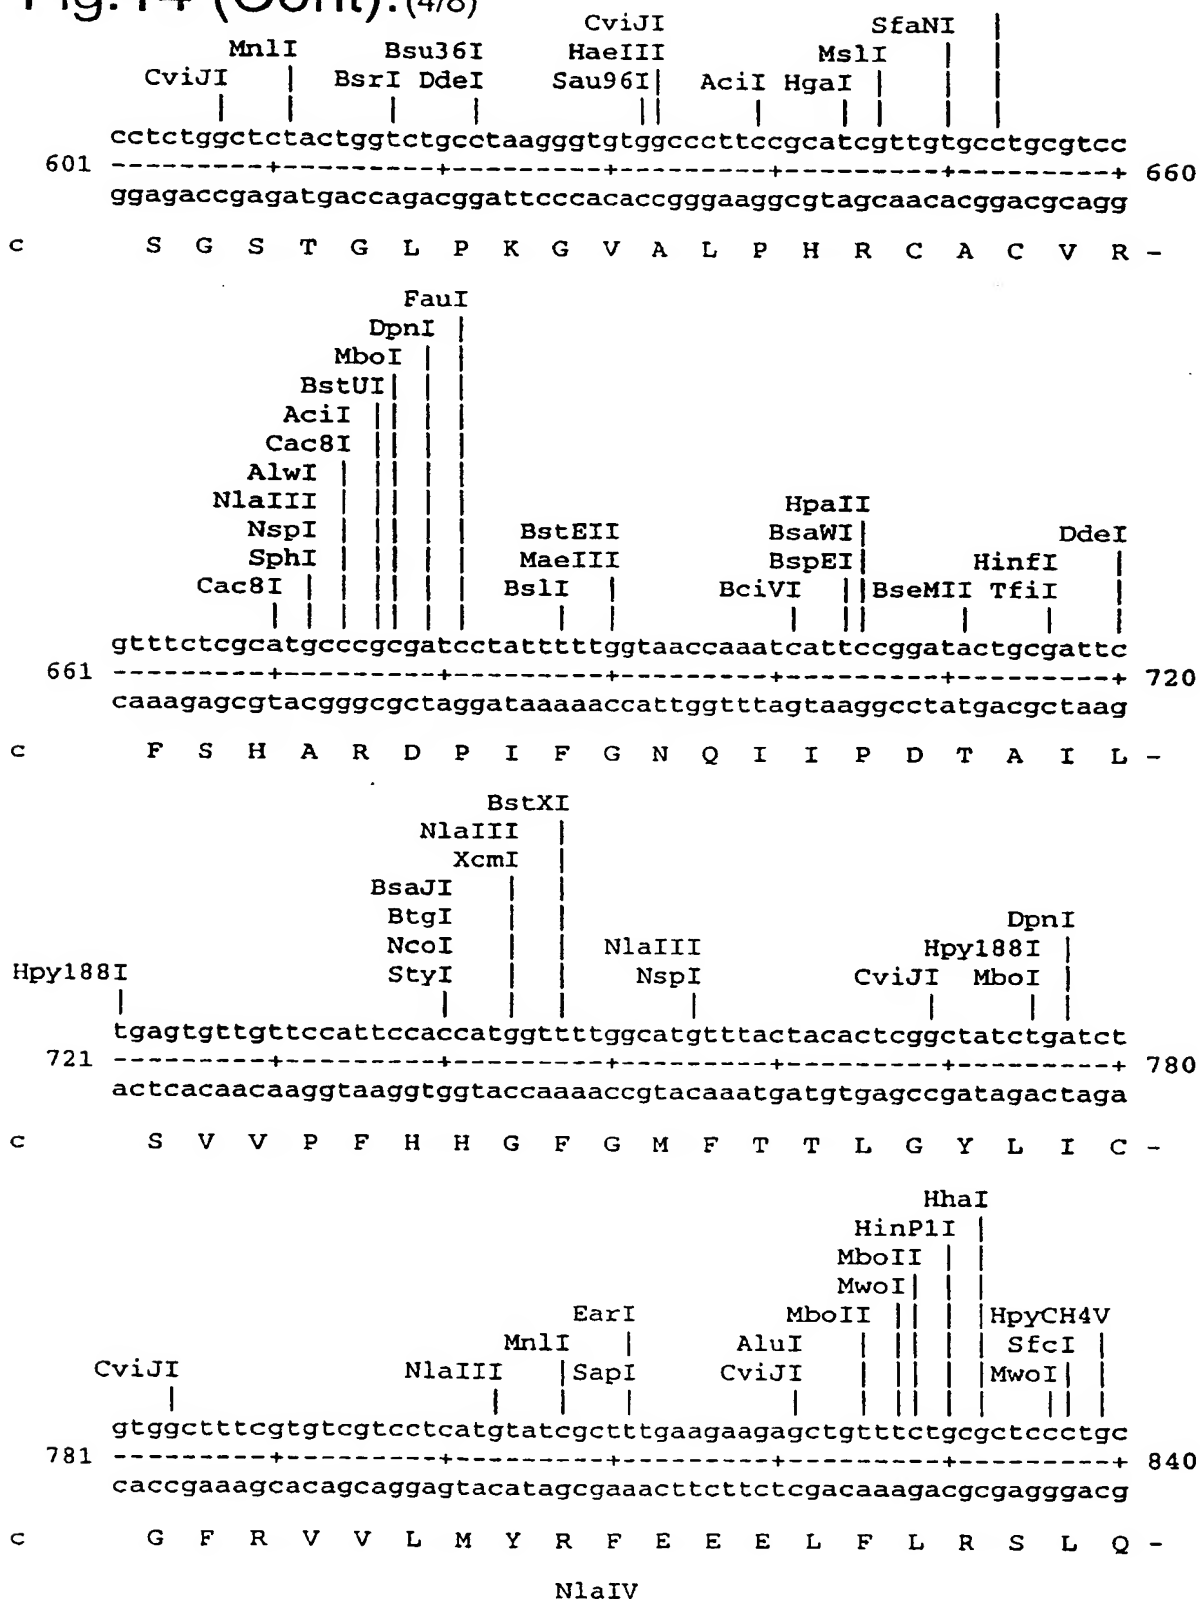 Fig.14 (Cont).(4/8)
CviJI SfaNI
MnlI Bsu36I HaeIII MslI
CviJI BsrI DdeI Sau96I AciI HgaI
cctctggctctactggtctgcctaagggtgtggcccttccgcatcgttgtgcctgcgtcc
601 ---------+---------+---------+---------+---------+---------+ 660
ggagaccgagatgaccagacggattcccacaccgggaaggcgtagcaacacggacgcagg
c S G S T G L P K G V A L P H R C A C V R -
FauI
DpnI
MboI
BstUI
AciI
Cac8I
AlwI
NlaIII HpaII
NspI BstEII BsaWI DdeI
SphI MaeIII BspEI HinfI
Cac8I BslI BciVI BseMII TfiI
gtttctcgcatgcccgcgatcctatttttggtaaccaaatcattccggatactgcgattc
661 ---------+---------+---------+---------+---------+---------+ 720
caaagagcgtacgggcgctaggataaaaaccattggtttagtaaggcctatgacgctaag
c F S H A R D P I F G N Q I I P D T A I L -
BstXI
NlaIII
XcmI
BsaJI
BtgI DpnI
NcoI NlaIII Hpy188I
Hpy188I StyI NspI CviJI MboI
tgagtgttgttccattccaccatggttttggcatgtttactacactcggctatctgatct
721 ---------+---------+---------+---------+---------+---------+ 780
actcacaacaaggtaaggtggtaccaaaaccgtacaaatgatgtgagccgatagactaga
c S V V P F H H G F G M F T T L G Y L I C -
HhaI
HinP1I
MboII
MwoI
EarI MboII HpyCH4V
MnlI AluI SfcI
CviJI NlaIII SapI CviJI MwoI
gtggctttcgtgtcgtcctcatgtatcgctttgaagaagagctgtttctgcgctccctgc
781 ---------+---------+---------+---------+---------+---------+ 840
caccgaaagcacagcaggagtacatagcgaaacttcttctcgacaaagacgcgagggacg
c G F R V V L M Y R F E E E L F L R S L Q -
NlaIV